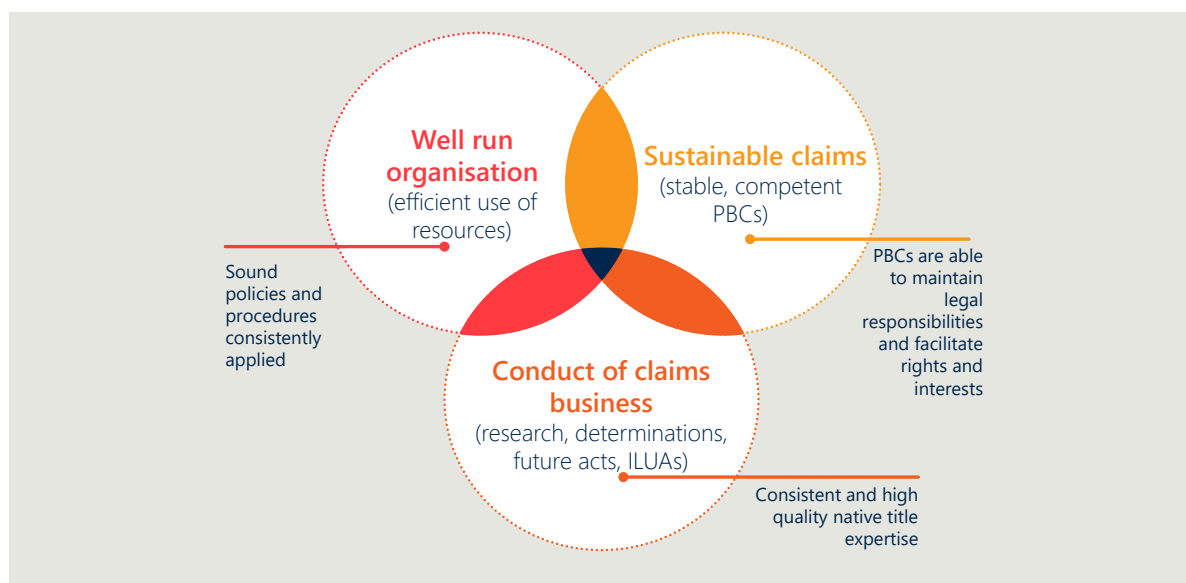 Well run
organisation
(efficient use of
resources)
Sound
policies and
procedures
consistently
applied
Sustainable claims
(stable, competent
PBCs)
PBCs are able
to maintain
legal
responsibilities
and facilitate
rights and
interests
Conduct of claims
business
(research, determinations,
future acts, ILUAs)
Consistent and high
quality native title
expertise